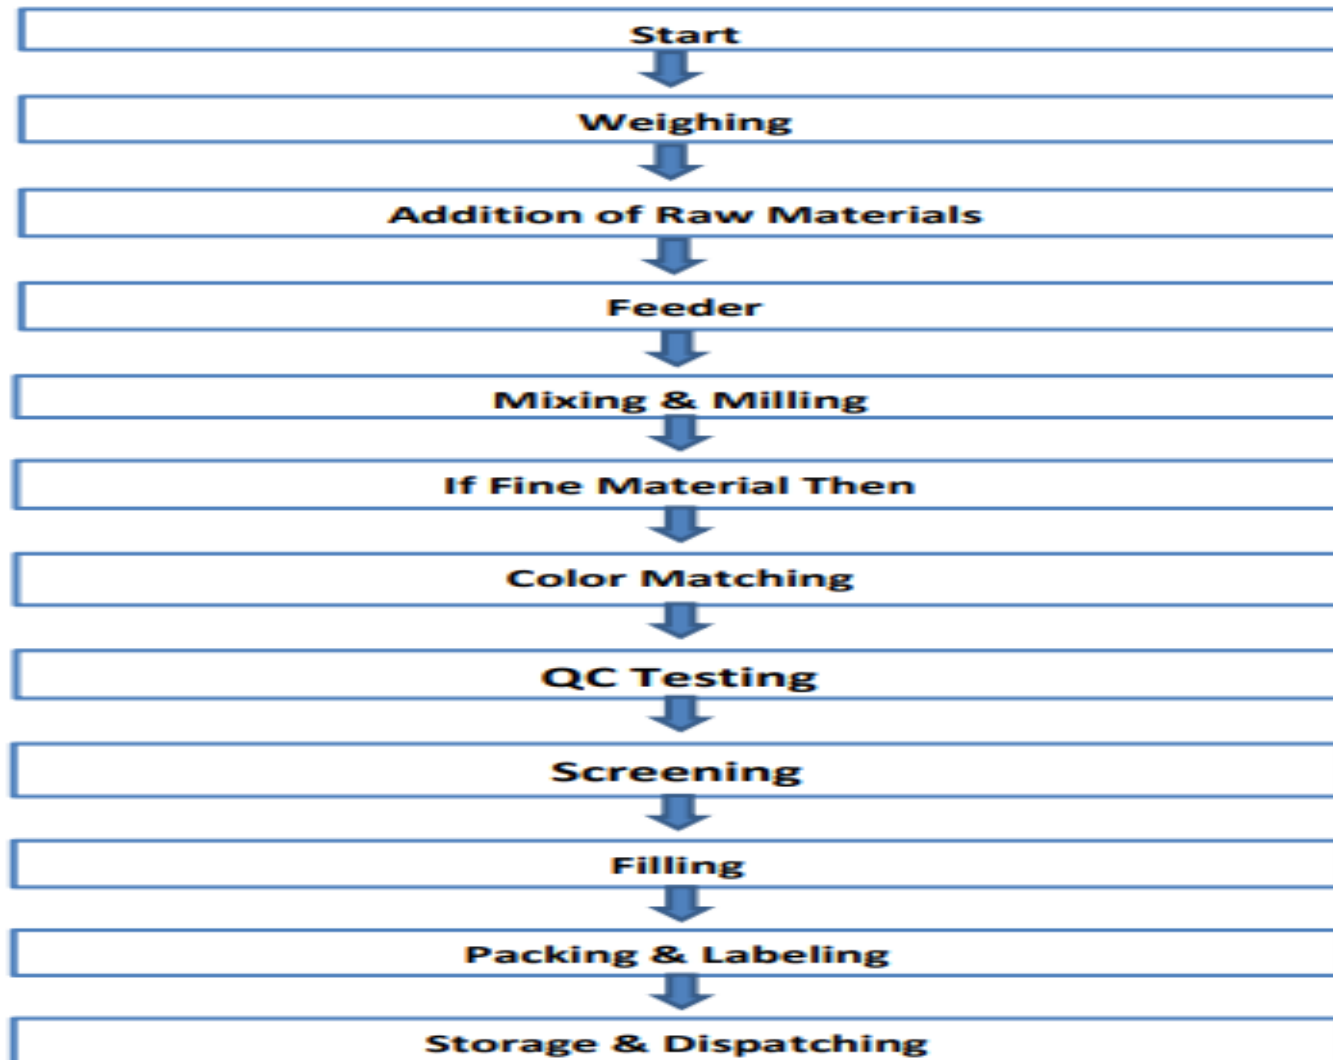 Start
Weighing
Addition of Raw Materials
Feeder
Mixing & Milling
If Fine Material Then
Color Matching
QC Testing
Screening
Filling
Packing & Labeling
Storage & Dispatching